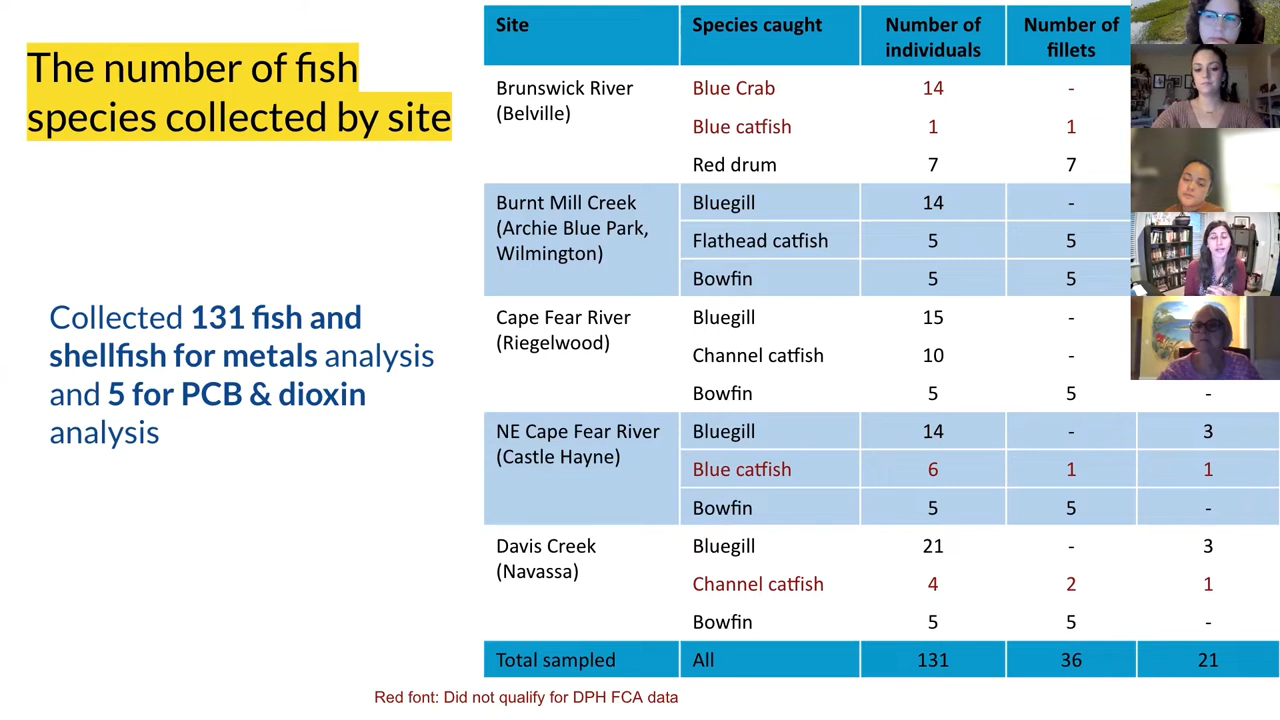 The number of fish
species collected by site
Collected 131 fish and
shellfish for metals analysis
and 5 for PCB & dioxin
analysis
Site Species caught Number of individuals Number of fillets
Brunswick River (Belville) Blue Crab 14 -
Blue catfish 1 1
Red drum 7 7
Burnt Mill Creek (Archie Blue Park, Wilmington) Bluegill 14 -
Flathead catfish 5 5
Bowfin 5 5
Cape Fear River (Riegelwood) Bluegill 15 -
Channel catfish 10 -
Bowfin 5 5 -
NE Cape Fear River (Castle Hayne) Bluegill 14 - 3
Blue catfish 6 1 1
Bowfin 5 5 -
Davis Creek (Navassa) Bluegill 21 - 3
Channel catfish 4 2 1
Bowfin 5 5 -
Total sampled All 131 36 21
Red font: Did not qualify for DPH FCA data